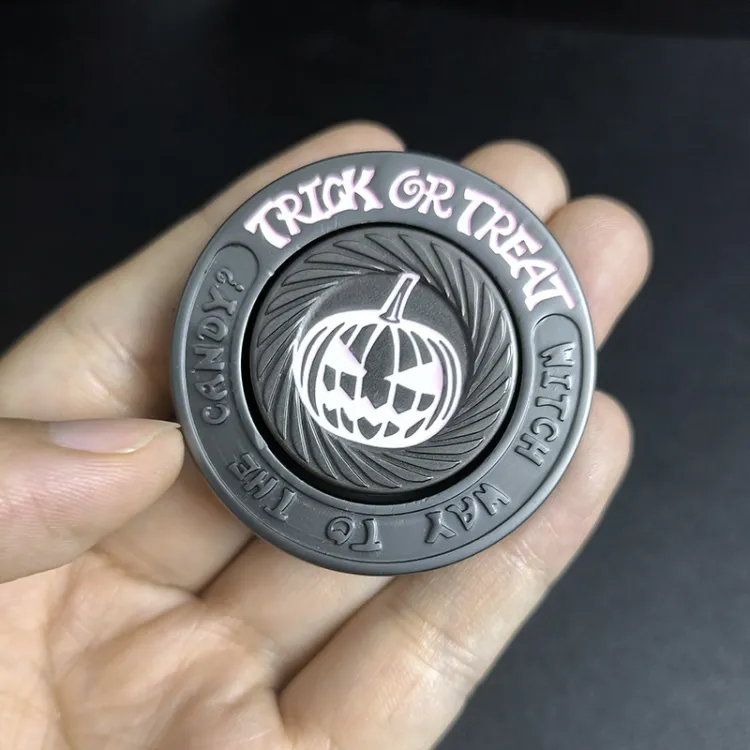 TRICK OR TREAT
WITCH WAY TO THE CANDY?